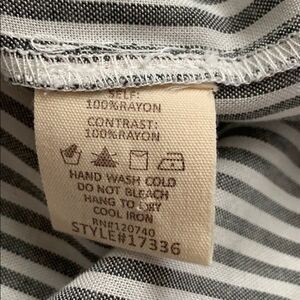 SELF:
100%RAYON
CONTRAST:
100%RAYON
HAND WASH COLD
DO NOT BLEACH
HANG TO DRY
COOL IRON
RN#120740
STYLE#17336